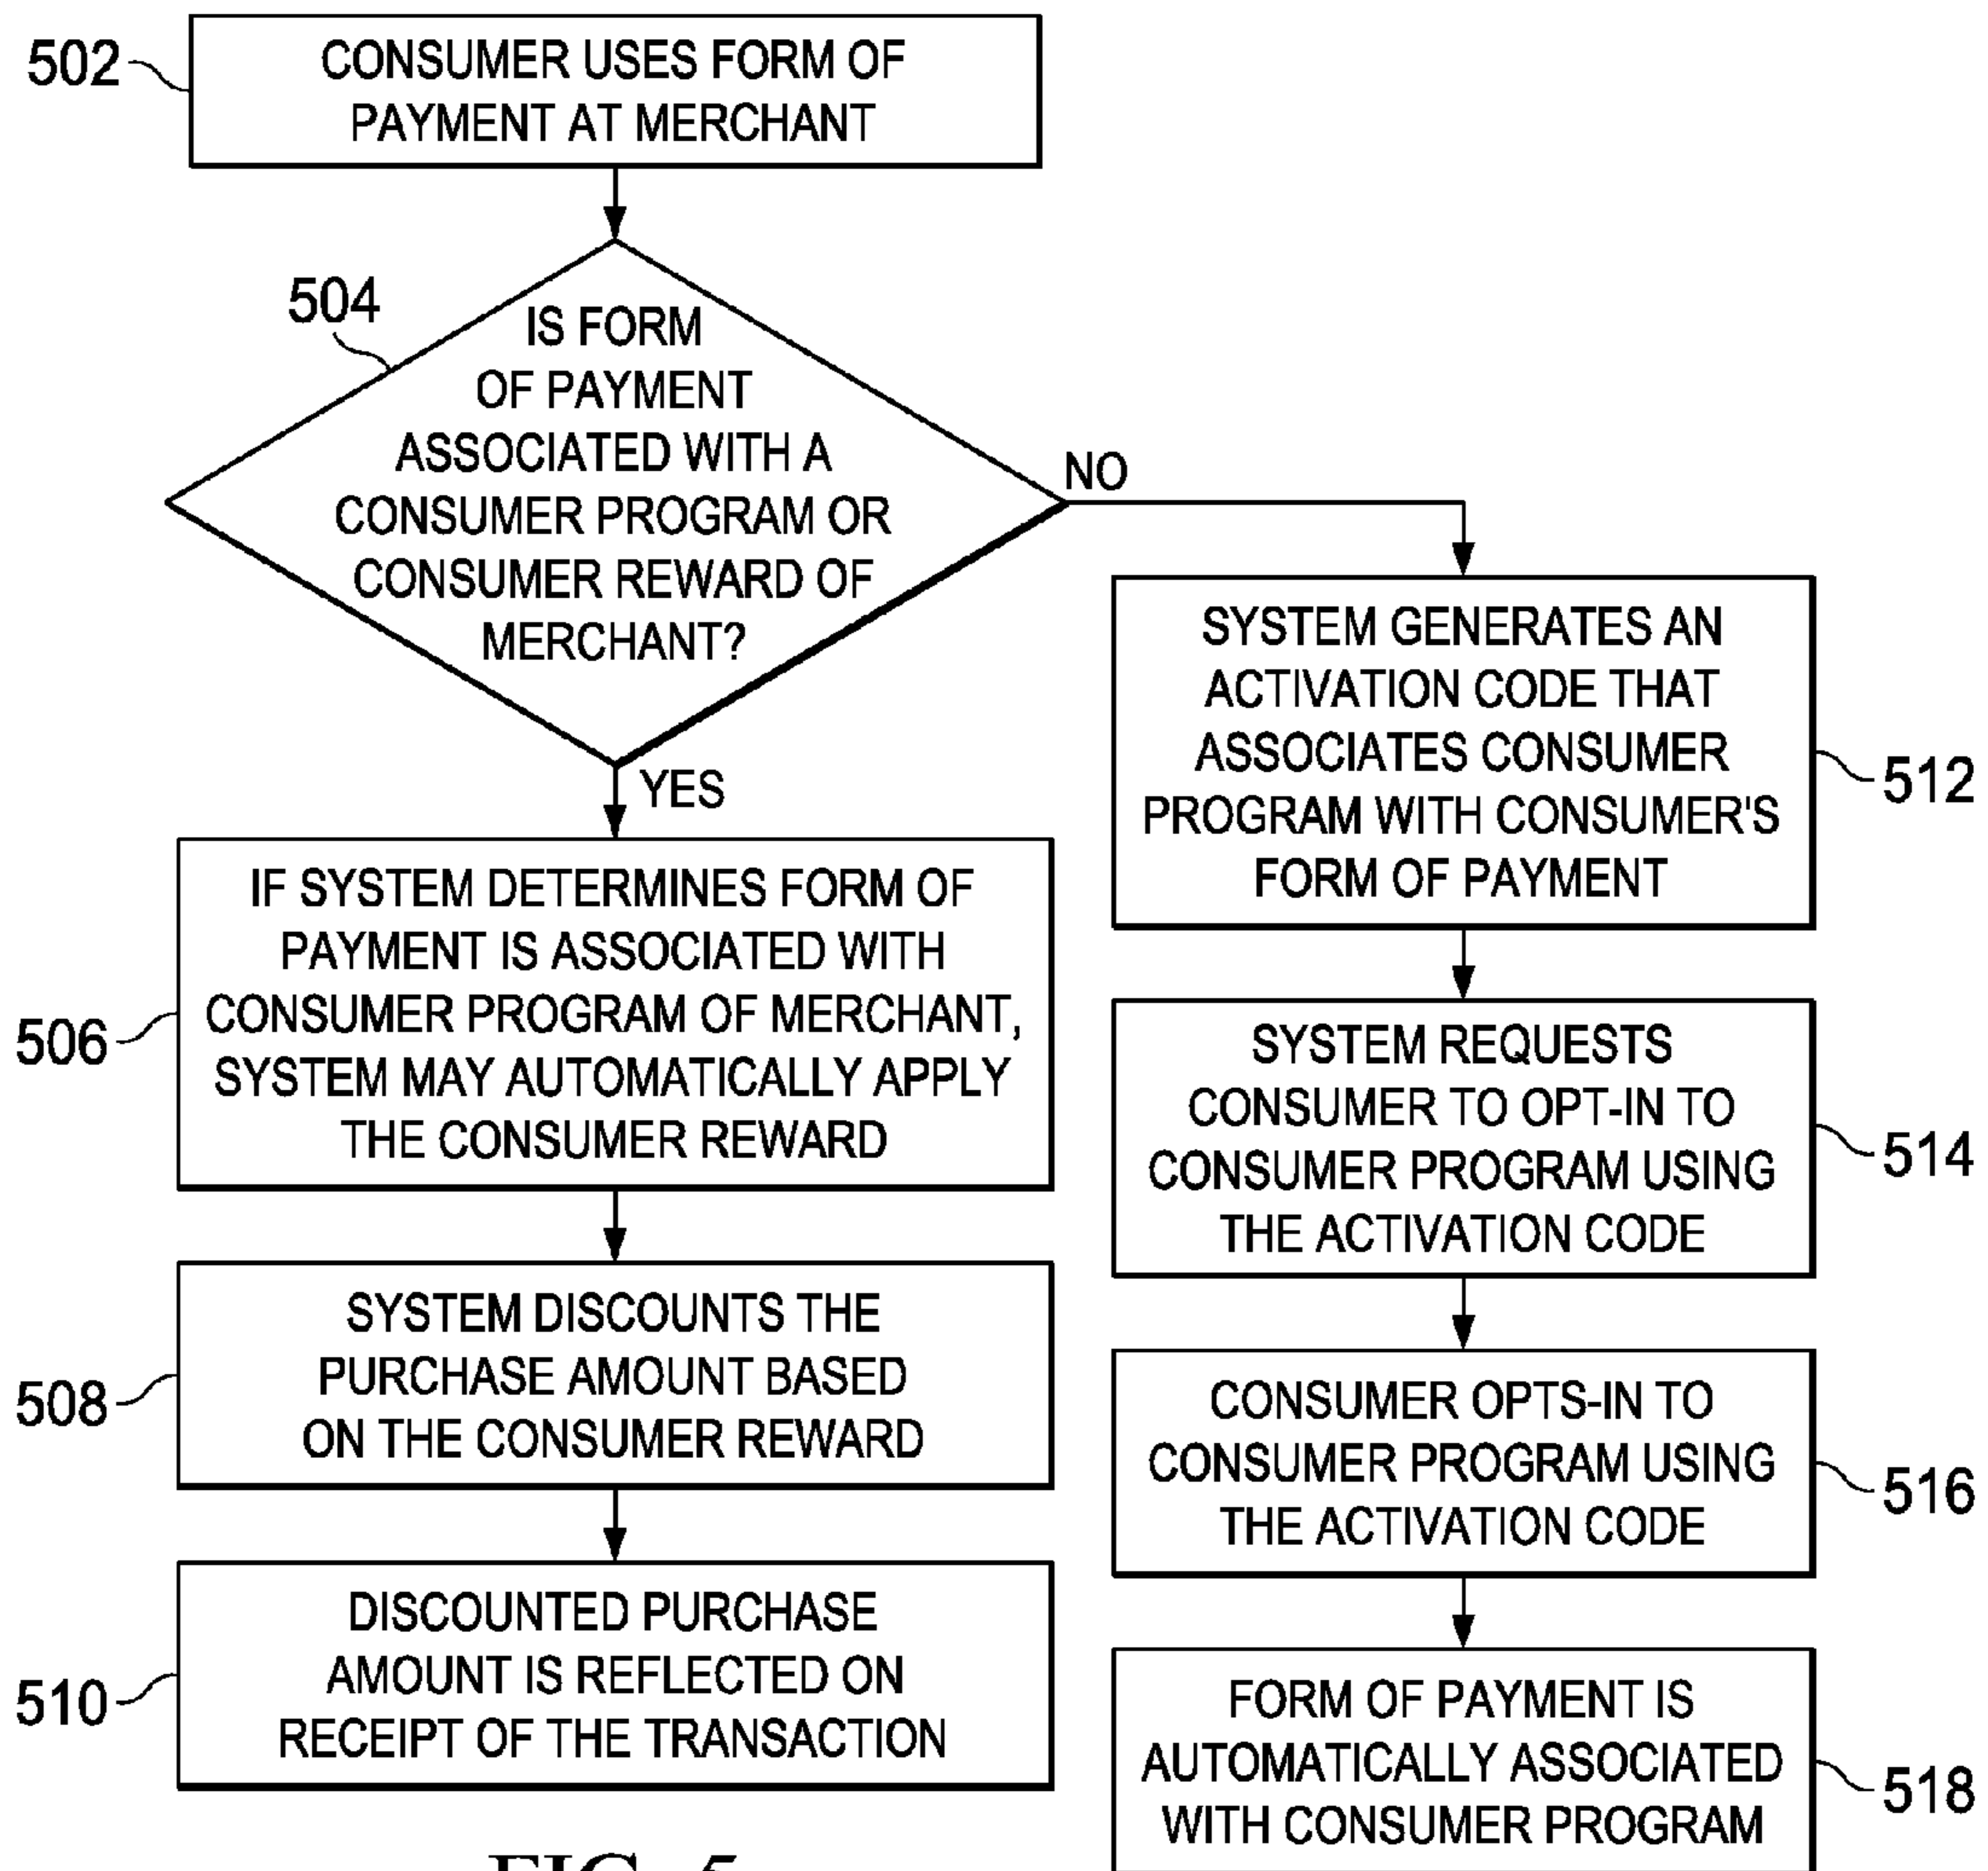 502
CONSUMER USES FORM OF
PAYMENT AT MERCHANT
504
IS FORM
OF PAYMENT
ASSOCIATED WITH A
CONSUMER PROGRAM OR
CONSUMER REWARD OF
MERCHANT?
NO
YES
506
IF SYSTEM DETERMINES FORM OF
PAYMENT IS ASSOCIATED WITH
CONSUMER PROGRAM OF MERCHANT,
SYSTEM MAY AUTOMATICALLY APPLY
THE CONSUMER REWARD
508
SYSTEM DISCOUNTS THE
PURCHASE AMOUNT BASED
ON THE CONSUMER REWARD
510
DISCOUNTED PURCHASE
AMOUNT IS REFLECTED ON
RECEIPT OF THE TRANSACTION
SYSTEM GENERATES AN
ACTIVATION CODE THAT
ASSOCIATES CONSUMER
PROGRAM WITH CONSUMER'S
FORM OF PAYMENT
512
SYSTEM REQUESTS
CONSUMER TO OPT-IN TO
CONSUMER PROGRAM USING
THE ACTIVATION CODE
514
CONSUMER OPTS-IN TO
CONSUMER PROGRAM USING
THE ACTIVATION CODE
516
FORM OF PAYMENT IS
AUTOMATICALLY ASSOCIATED
WITH CONSUMER PROGRAM
518
FIG. 5